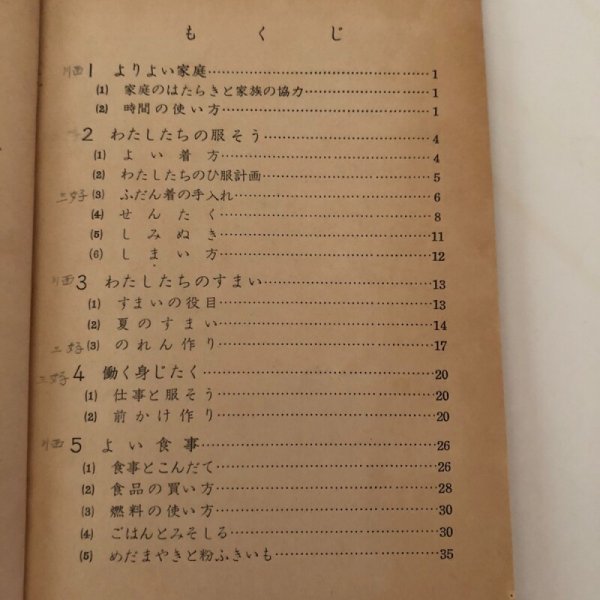 もくじ
1 よりよい家庭 1
(1) 家庭のはたらきと家族の協力 1
(2) 時間の使い方 1
2 わたしたちの服そう 4
(1) よい着方 4
(2) わたしたちのひ服計画 5
三好 (3) ふだん着の手入れ 6
(4) せんたく 8
(5) しみぬき 11
(6) しまい方 12
3 わたしたちのすまい 13
(1) すまいの役目 13
(2) 夏のすまい 14
三好 (3) のれん作り 17
三好 4 働く身じたく 20
(1) 仕事と服そう 20
(2) 前かけ作り 20
5 よい食事 26
(1) 食事とこんだて 26
(2) 食品の買い方 28
(3) 燃料の使い方 30
(4) ごはんとみそしる 30
(5) めだまやきと粉ふきいも 35